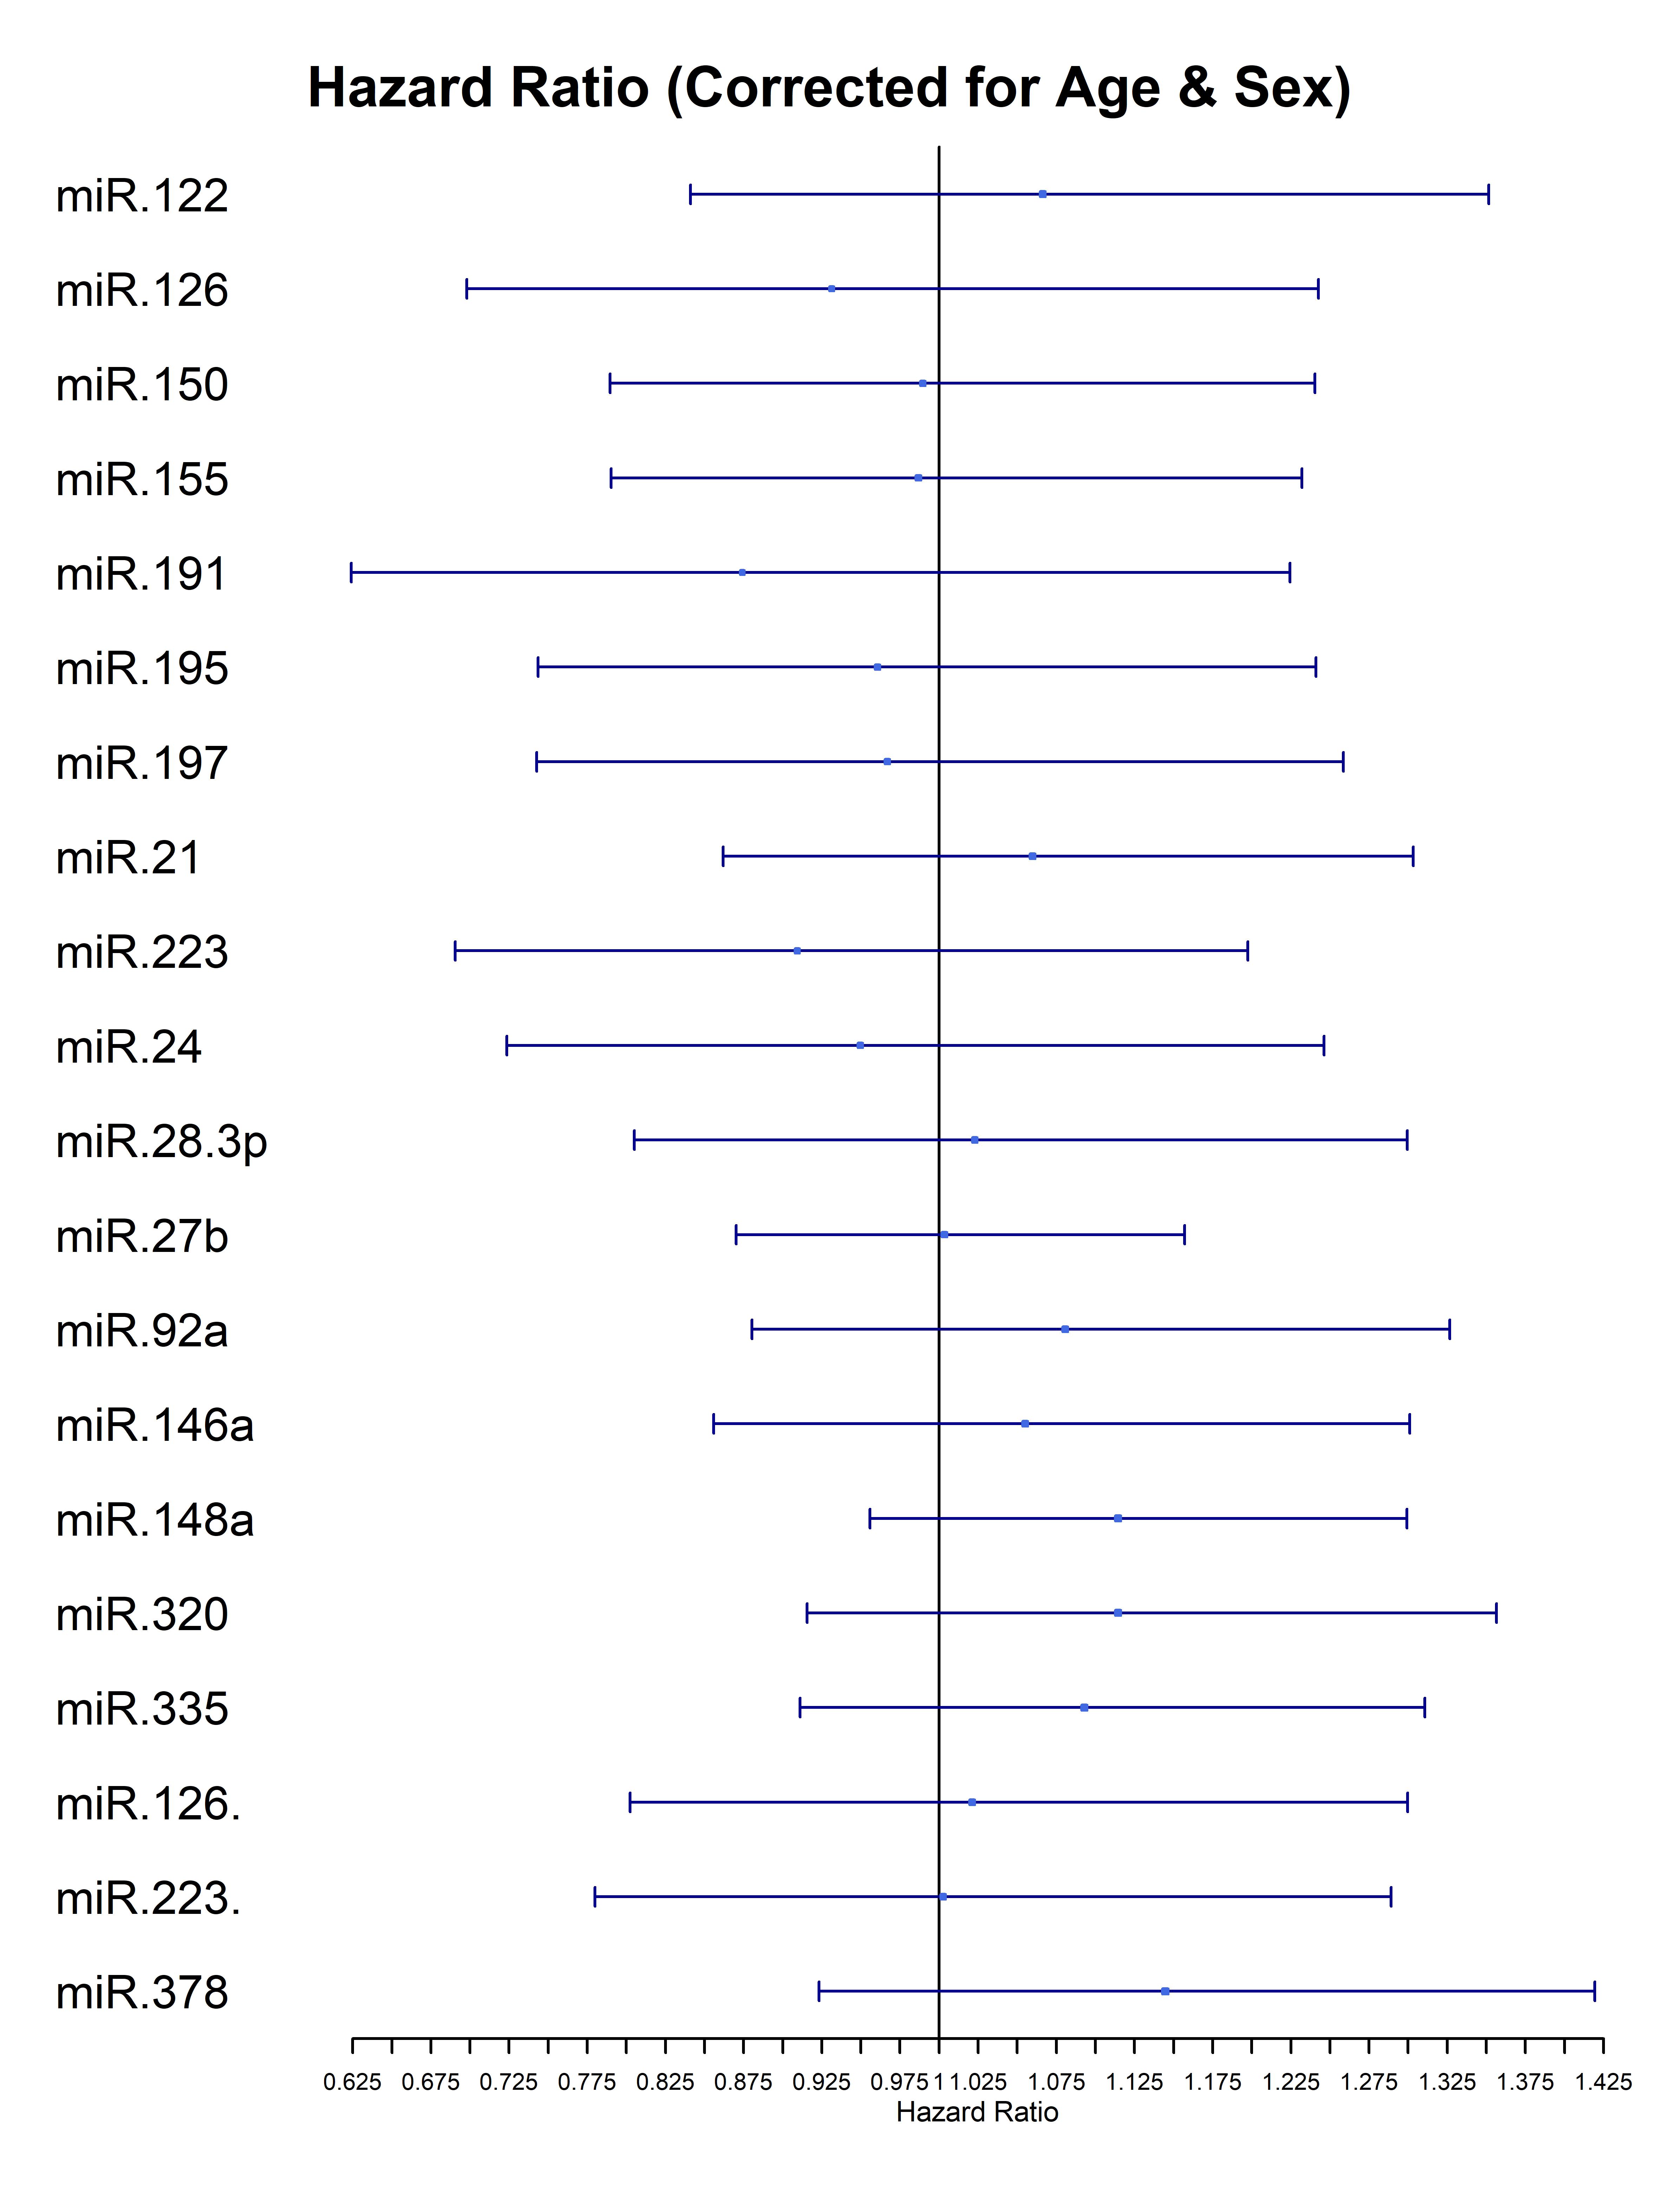 Hazard Ratio (Corrected for Age & Sex)
miR.122
miR.126
miR.150
miR.155
miR.191
miR.195
miR.197
miR.21
miR.223
miR.24
miR.28.3p
miR.27b
miR.92a
miR.146a
miR.148a
miR.320
miR.335
miR.126.
miR.223.
miR.378
0.625 0.675 0.725 0.775 0.825 0.875 0.925 0.975 1 1.025 1.075 1.125 1.175 1.225 1.275 1.325 1.375 1.425
Hazard Ratio